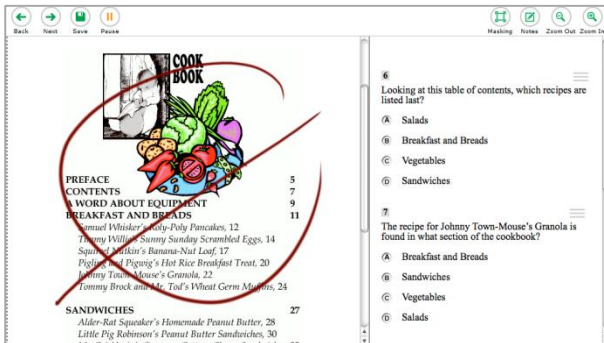 Back Next Save Pause
Masking Notes Zoom Out Zoom In
COOK
BOOK
PREFACE 5
CONTENTS 7
A WORD ABOUT EQUIPMENT 9
BREAKFAST AND BREADS 11
Samuel Whisker's Roly-Poly Pancakes, 12
Timmy Willie's Sunny Sunday Scrambled Eggs, 14
Squirrel Nutkin's Banana-Nut Loaf, 17
Pigling and Pigwig's Hot Rice Breakfast Treat, 20
Johnny Town-Mouse's Granola, 22
Tommy Brock and Mr. Tod's Wheat Germ Muffins, 24
SANDWICHES 27
Alder-Rat Squeaker's Homemade Peanut Butter, 28
Little Pig Robinson's Peanut Butter Sandwiches, 30
6
Looking at this table of contents, which recipes are
listed last?
A Salads
B Breakfast and Breads
C Vegetables
D Sandwiches
7
The recipe for Johnny Town-Mouse's Granola is
found in what section of the cookbook?
A Breakfast and Breads
B Sandwiches
C Vegetables
D Salads